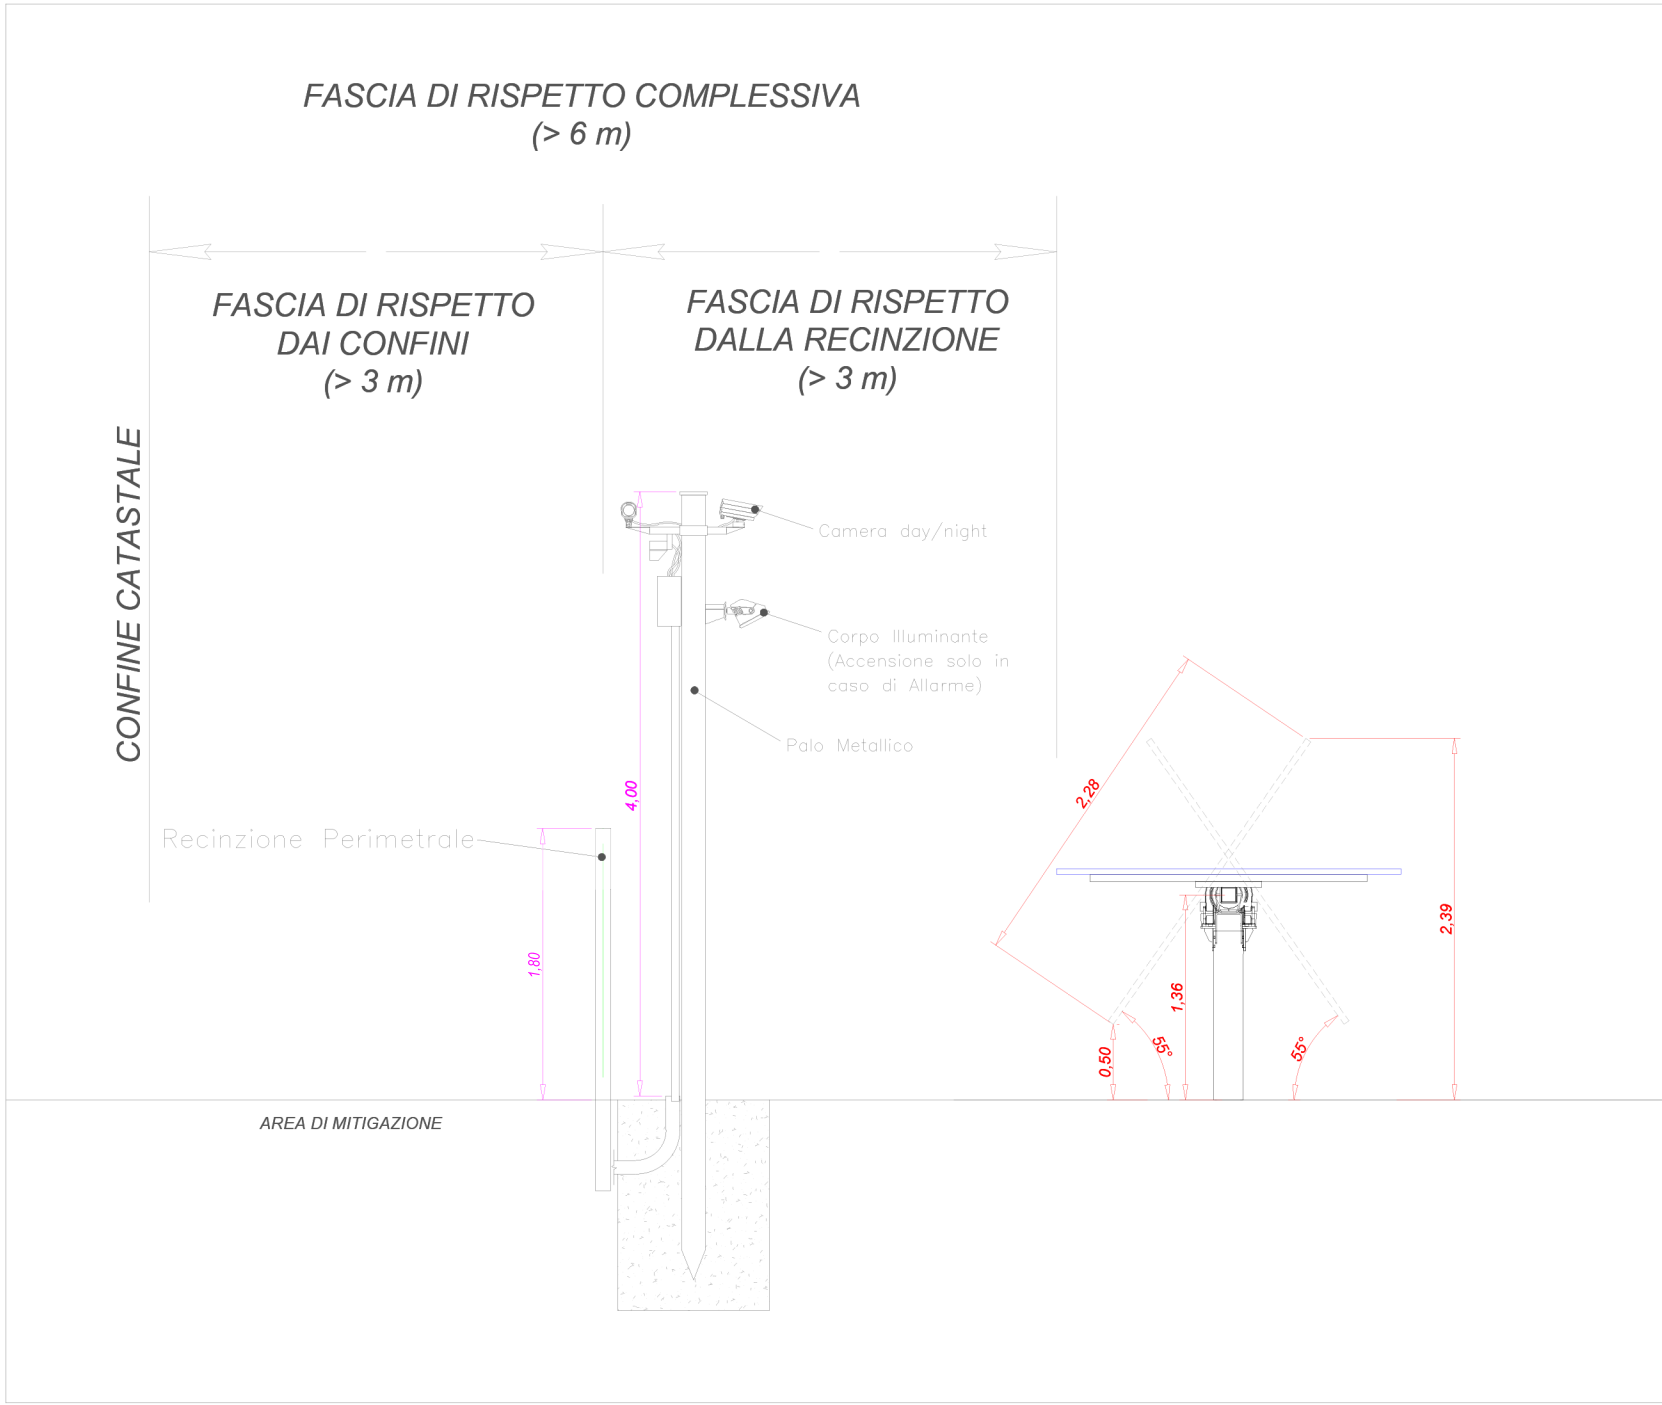 FASCIA DI RISPETTO COMPLESSIVA
(> 6 m)
FASCIA DI RISPETTO
DAI CONFINI
(> 3 m)
FASCIA DI RISPETTO
DALLA RECINZIONE
(> 3 m)
CONFINE CATASTALE
Camera day/night
Corpo Illuminante
(Accensione solo in
caso di Allarme)
Palo Metallico
Recinzione Perimetrale
4,00
1,80
2,28
2,39
1,36
0,50
55°
55°
AREA DI MITIGAZIONE